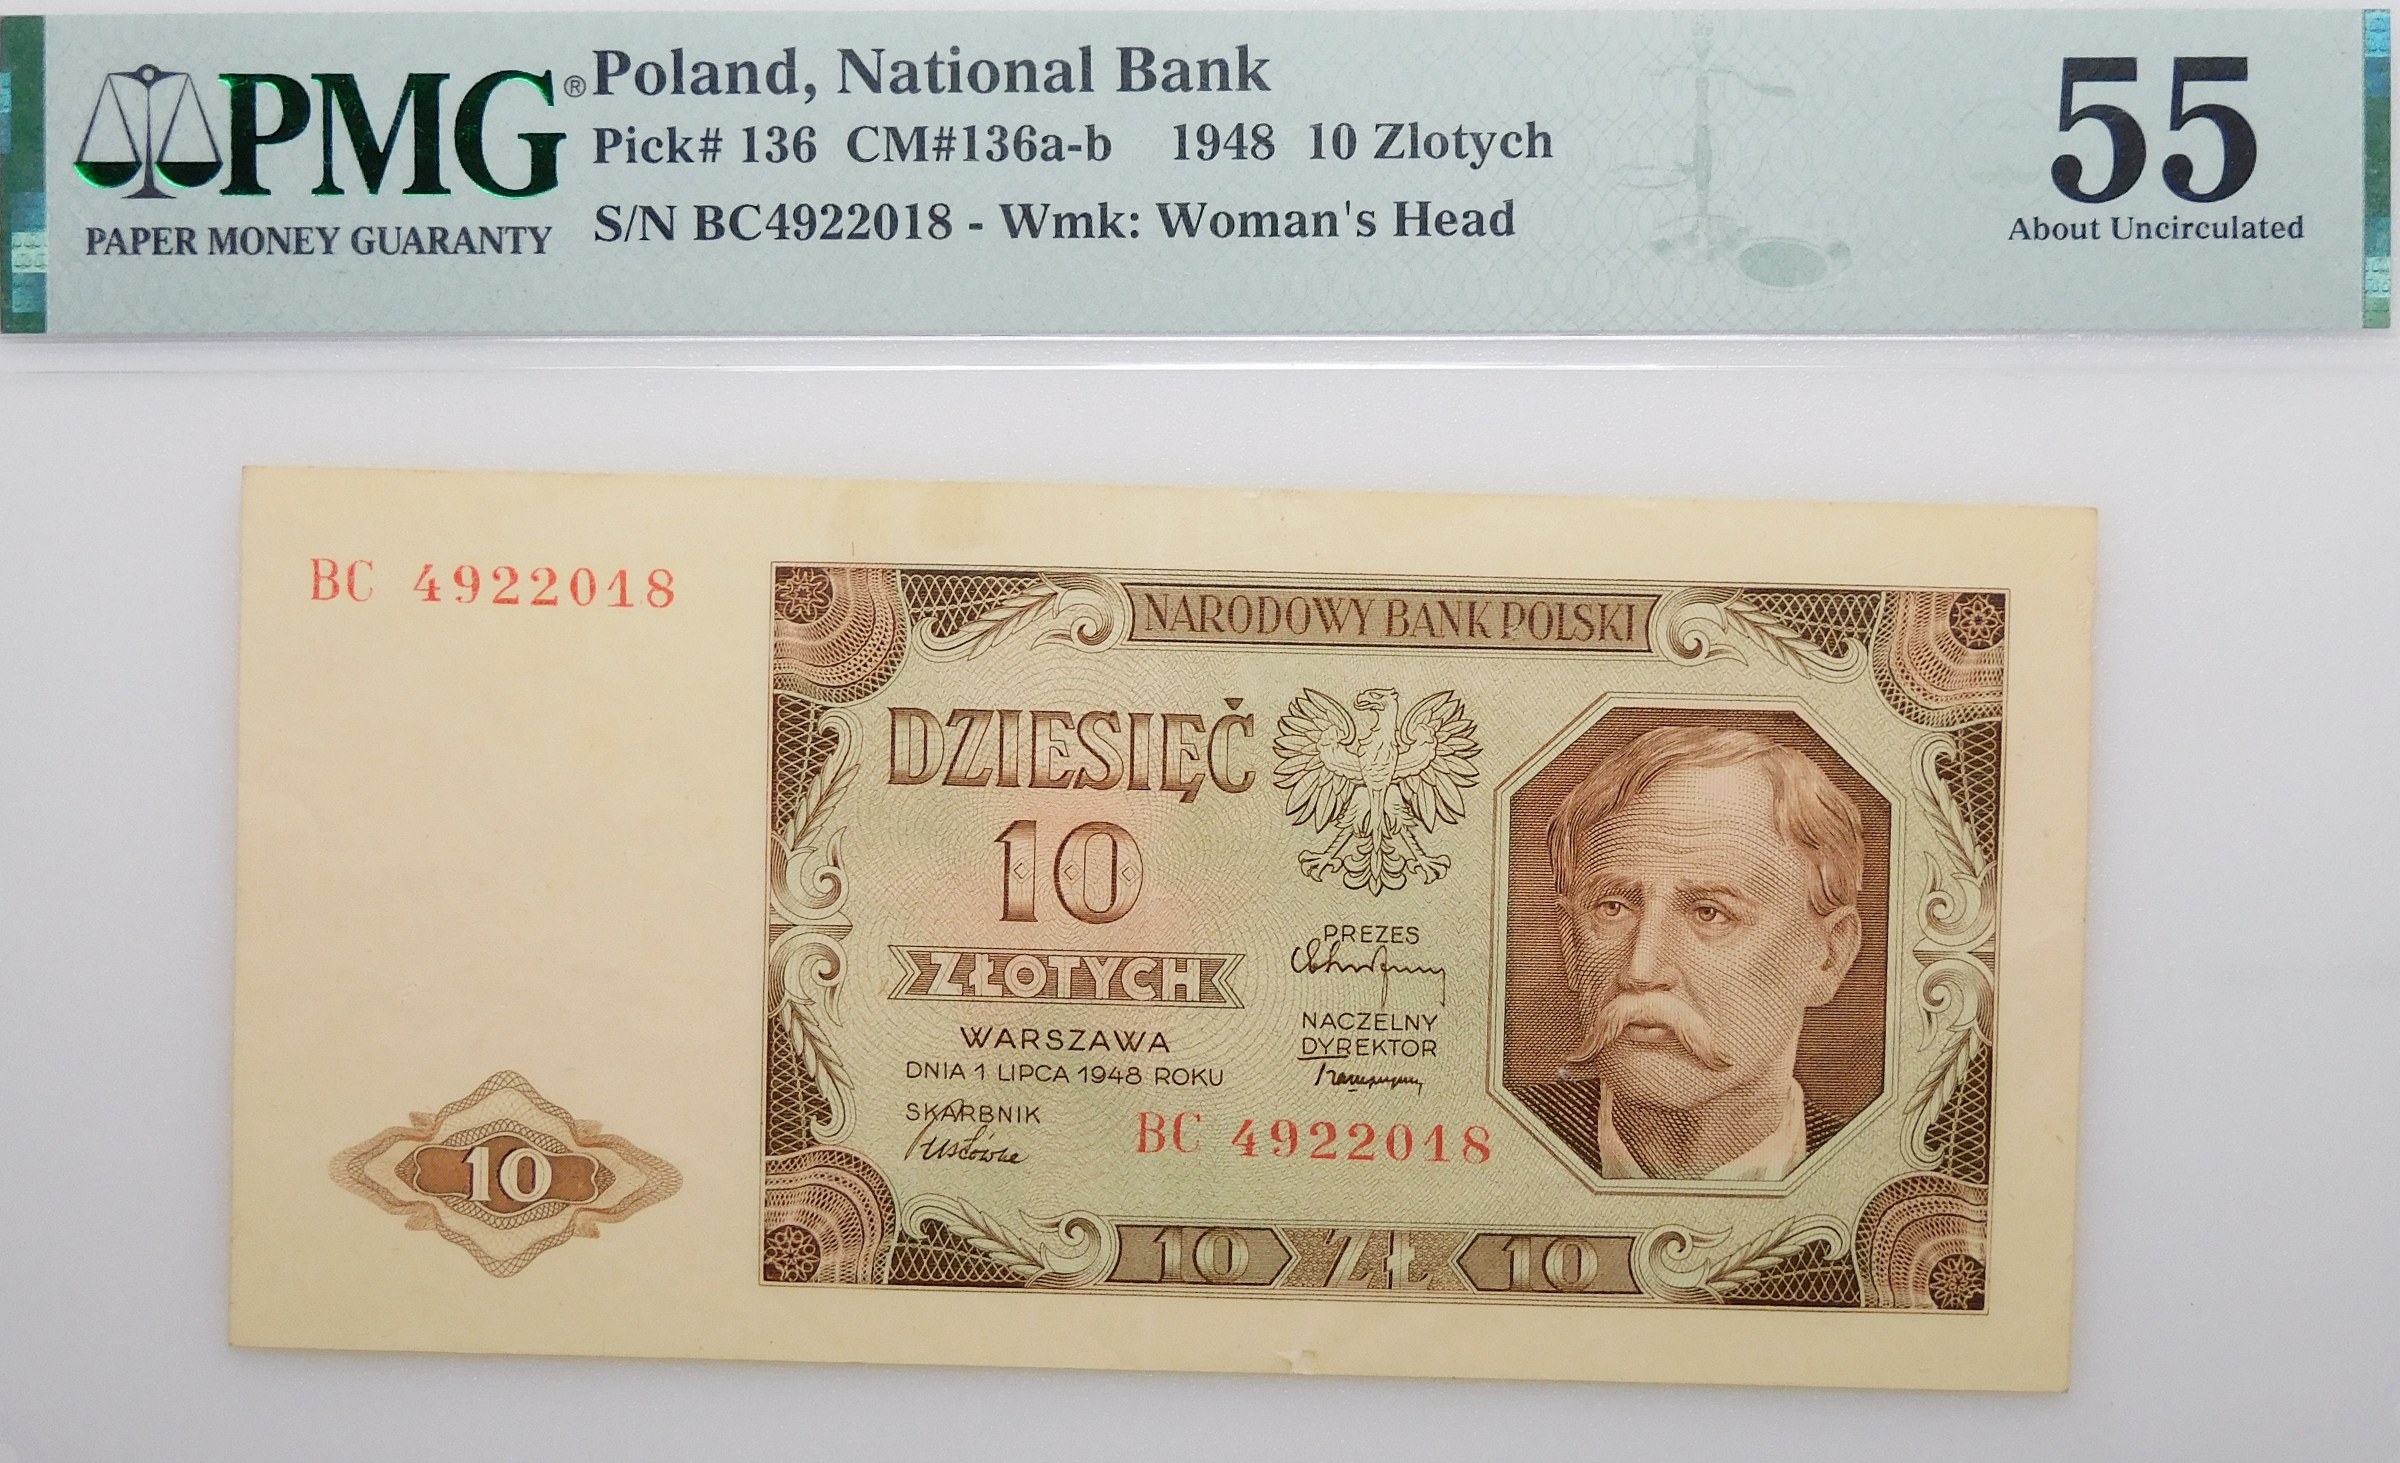 PMG®
PAPER MONEY GUARANTY
Poland, National Bank
Pick# 136 CM#136a-b 1948 10 Zlotych
S/N BC4922018 - Wmk: Woman's Head
55
About Uncirculated
BC 4922018
NARODOWY BANK POLSKI
DZIESIĘĆ
10
ZŁOTYCH
WARSZAWA
DNIA 1 LIPCA 1948 ROKU
SKARBNIK
PREZES
NACZELNY
DYREKTOR
BC 4922018
10
10 ZŁ 10